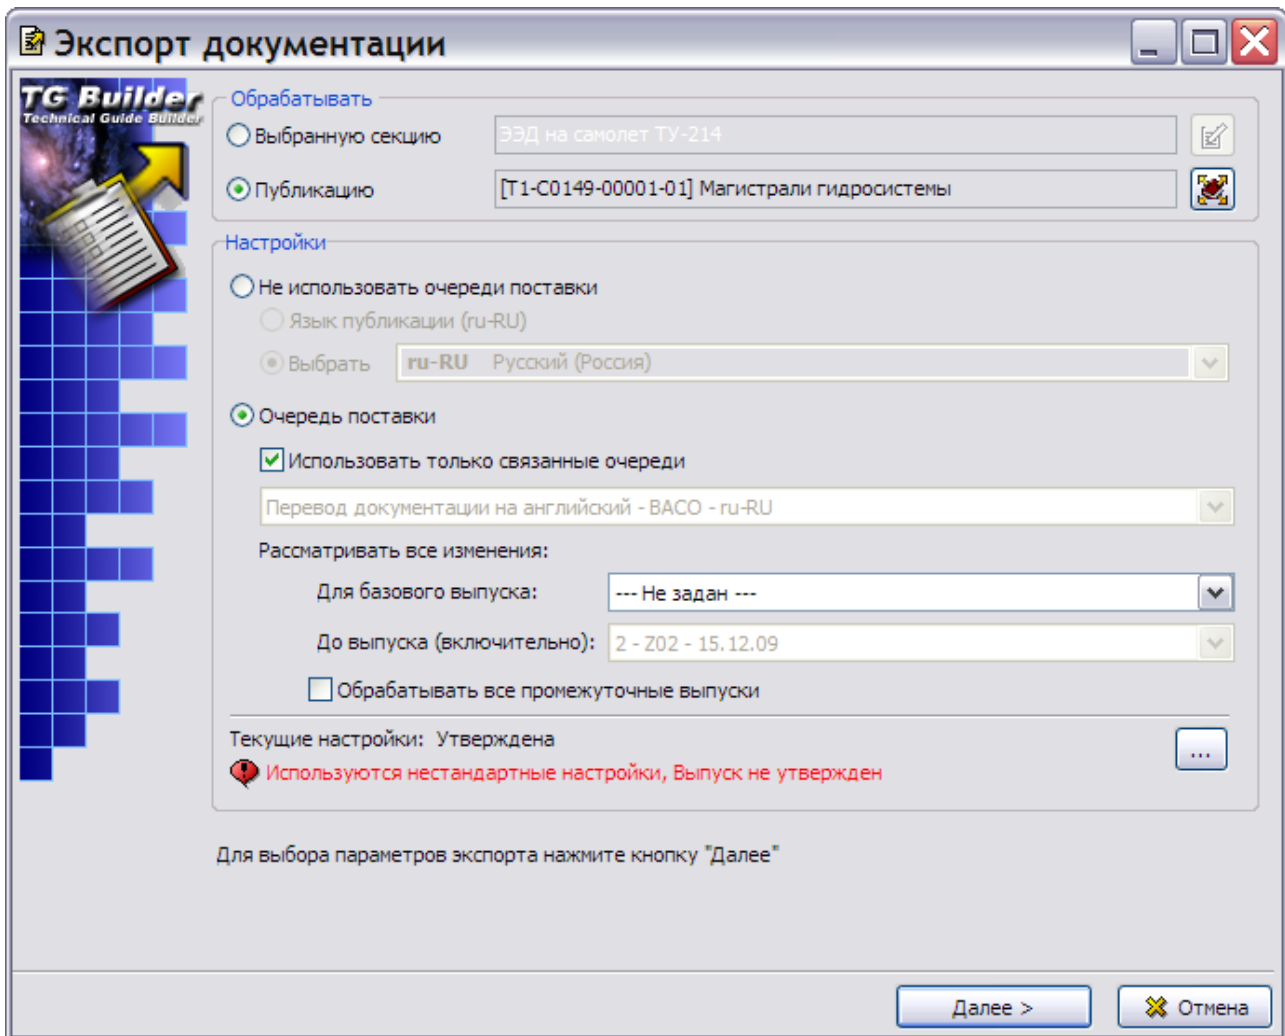 Экспорт документации
TG Builder
Technical Guide Builder
Обрабатывать
Выбранную секцию
ЭЭД на самолет ТУ-214
Публикацию
[T1-C0149-00001-01] Магистрали гидросистемы
Настройки
Не использовать очереди поставки
Язык публикации (ru-RU)
Выбрать ru-RU Русский (Россия)
Очередь поставки
Использовать только связанные очереди
Перевод документации на английский - ВАСО - ru-RU
Рассматривать все изменения:
Для базового выпуска: --- Не задан ---
До выпуска (включительно): 2 - Z02 - 15.12.09
Обрабатывать все промежуточные выпуски
Текущие настройки: Утверждена
...
Используются нестандартные настройки, Выпуск не утвержден
Для выбора параметров экспорта нажмите кнопку "Далее"
Далее > Отмена